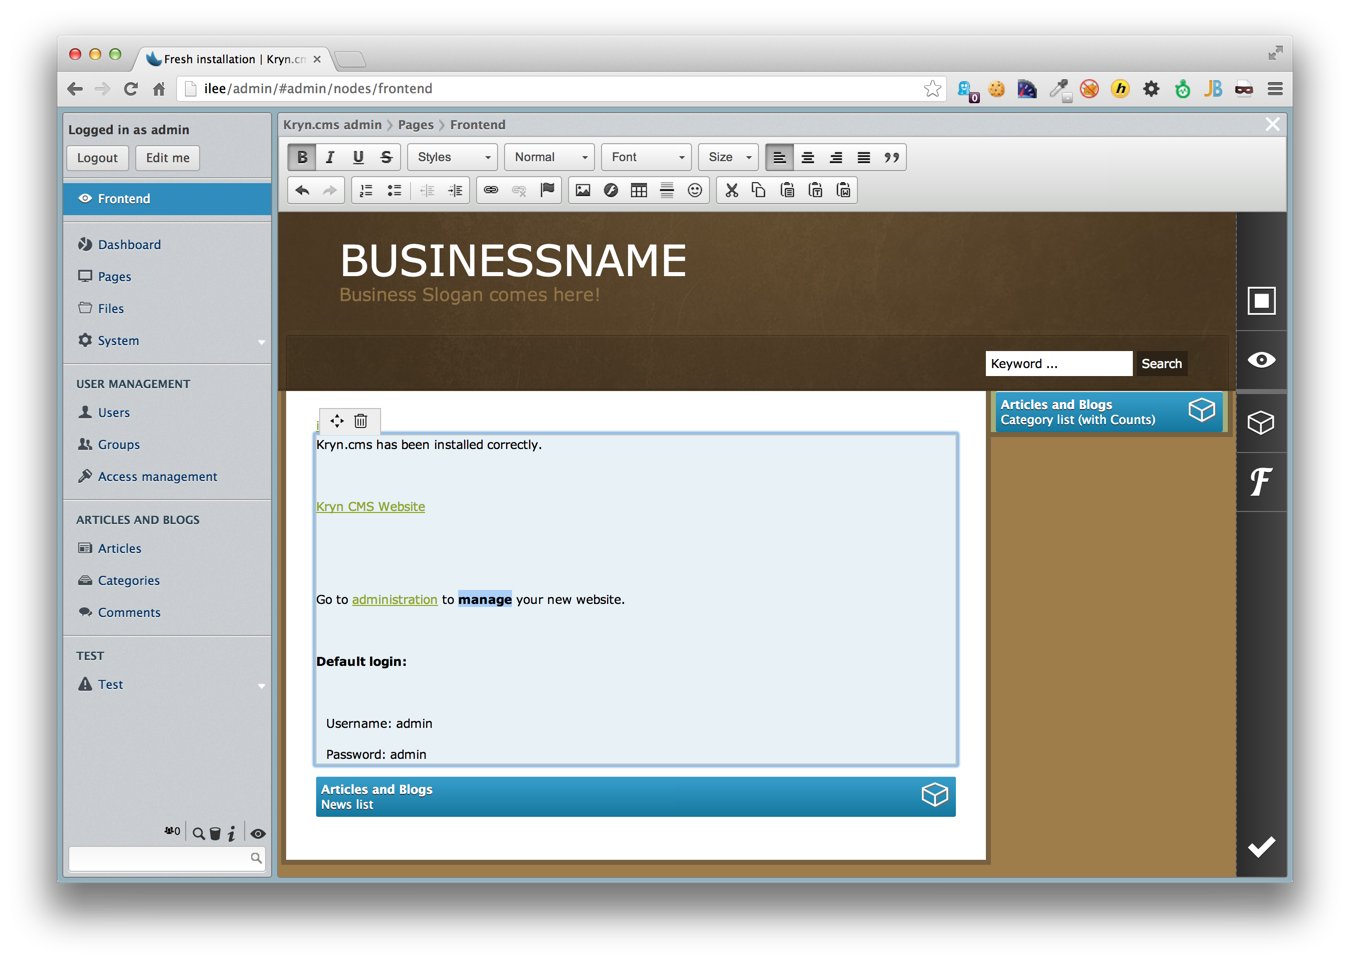 Fresh installation | Kryn.cm
ilee/admin/#admin/nodes/frontend
0
h
JB
Logged in as admin
Logout Edit me
Frontend
Dashboard
Pages
Files
System
USER MANAGEMENT
Users
Groups
Access management
ARTICLES AND BLOGS
Articles
Categories
Comments
TEST
Test
0
Kryn.cms admin Pages Frontend
B I U S Styles Normal Font Size
BUSINESSNAME
Business Slogan comes here!
Keyword ... Search
Kryn.cms has been installed correctly.
Kryn CMS Website
Go to administration to manage your new website.
Default login:
Username: admin
Password: admin
Articles and Blogs
News list
Articles and Blogs
Category list (with Counts)
F